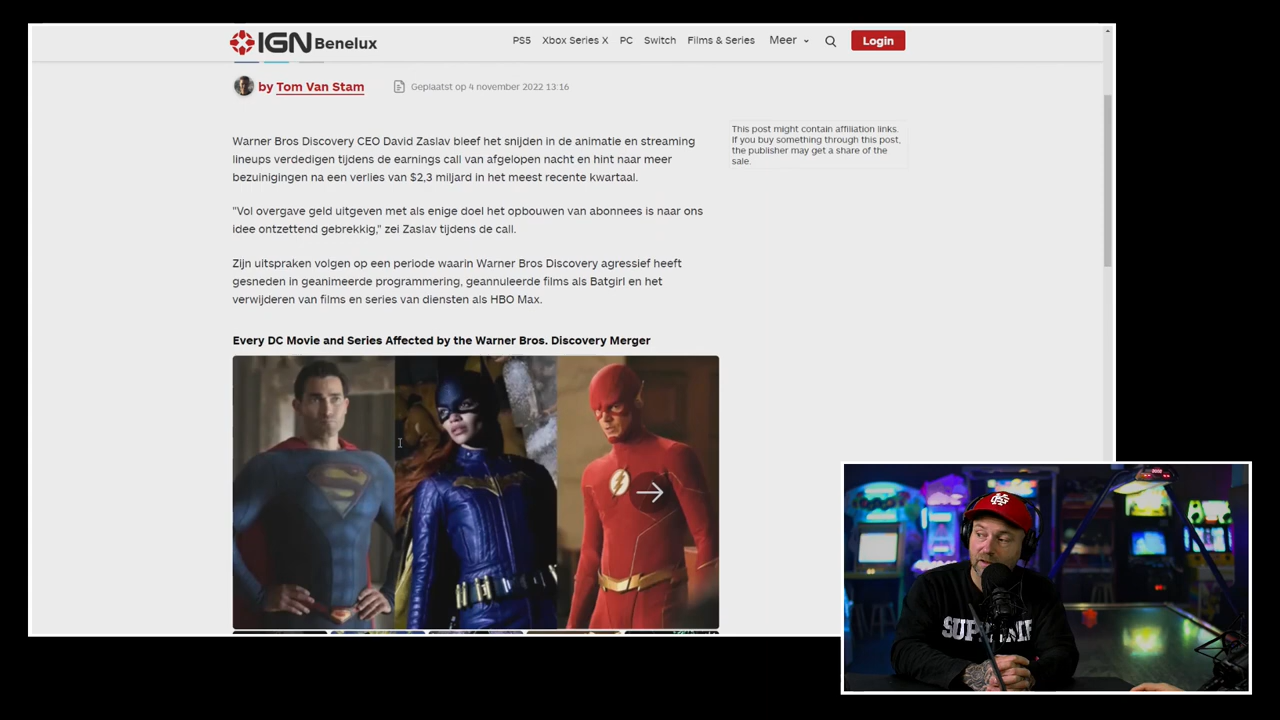 IGN Benelux
PS5 Xbox Series X PC Switch Films & Series Meer
Login
by Tom Van Stam
Geplaatst op 4 november 2022 13:16
Warner Bros Discovery CEO David Zaslav bleef het snijden in de animatie en streaming
lineups verdedigen tijdens de earnings call van afgelopen nacht en hint naar meer
bezuinigingen na een verlies van $2,3 miljard in het meest recente kwartaal.
"Vol overgave geld uitgeven met als enige doel het opbouwen van abonnees is naar ons
idee ontzettend gebrekkig," zei Zaslav tijdens de call.
Zijn uitspraken volgen op een periode waarin Warner Bros Discovery agressief heeft
gesneden in geanimeerde programmering, geannuleerde films als Batgirl en het
verwijderen van films en series van diensten als HBO Max.
This post might contain affiliation links.
If you buy something through this post,
the publisher may get a share of the
sale.
Every DC Movie and Series Affected by the Warner Bros. Discovery Merger